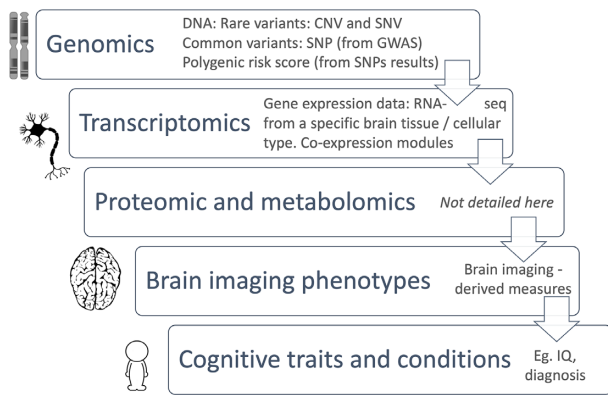 Genomics
DNA: Rare variants: CNV and SNV
Common variants: SNP (from GWAS)
Polygenic risk score (from SNPs results)
Transcriptomics
Gene expression data: RNA- seq
from a specific brain tissue / cellular
type. Co-expression modules
Proteomic and metabolomics
Not detailed here
Brain imaging phenotypes
Brain imaging -
derived measures
Cognitive traits and conditions
Eg. IQ,
diagnosis